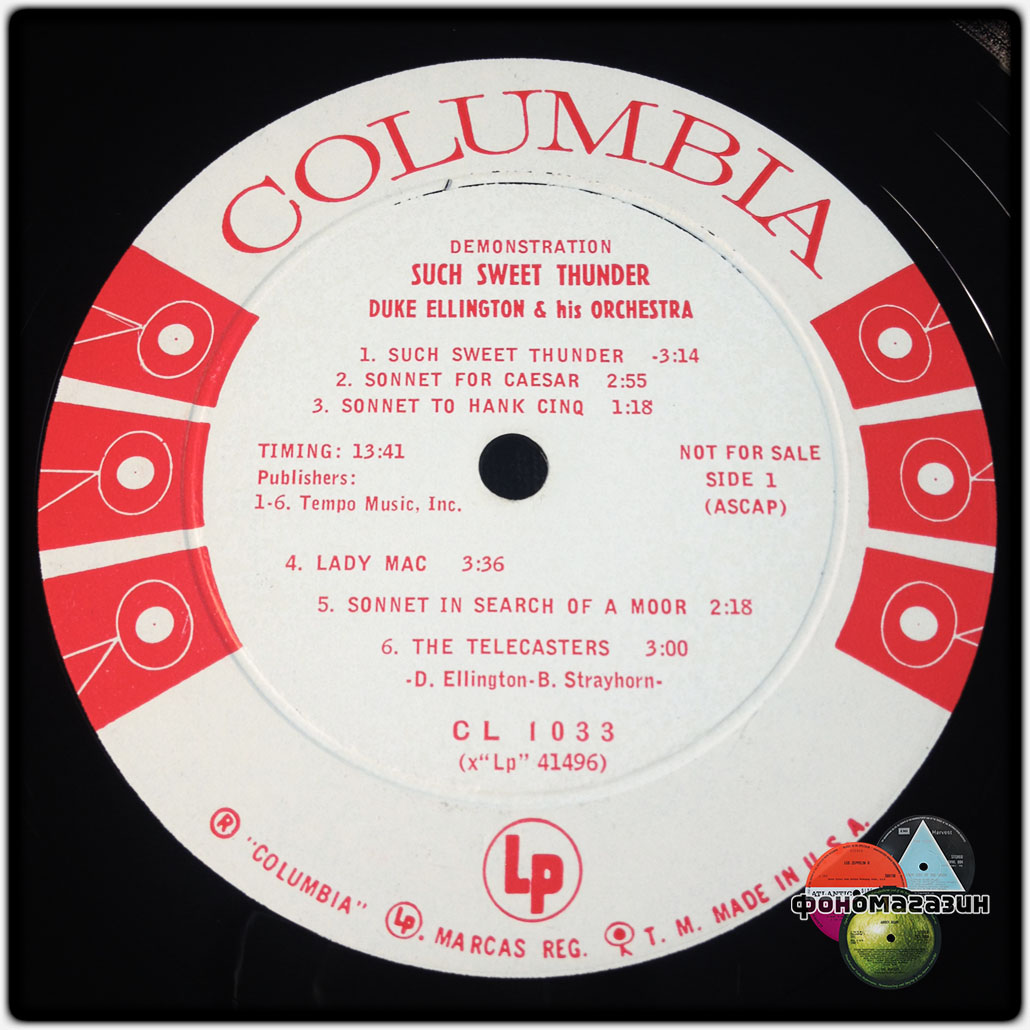 COLUMBIA
DEMONSTRATION
SUCH SWEET THUNDER
DUKE ELLINGTON & his ORCHESTRA
1. SUCH SWEET THUNDER -3:14
2. SONNET FOR CAESAR 2:55
3. SONNET TO HANK CINQ 1:18
TIMING: 13:41
Publishers:
1-6. Tempo Music, Inc.
NOT FOR SALE
SIDE 1
(ASCAP)
4. LADY MAC 3:36
5. SONNET IN SEARCH OF A MOOR 2:18
6. THE TELECASTERS 3:00
-D. Ellington-B. Strayhorn-
CL 1033
(x“Lp” 41496)
Lp
® "COLUMBIA" Lp. MARCAS REG. T. M. MADE IN U.S.A.
Harvest
ATLANTIC
фономагазин